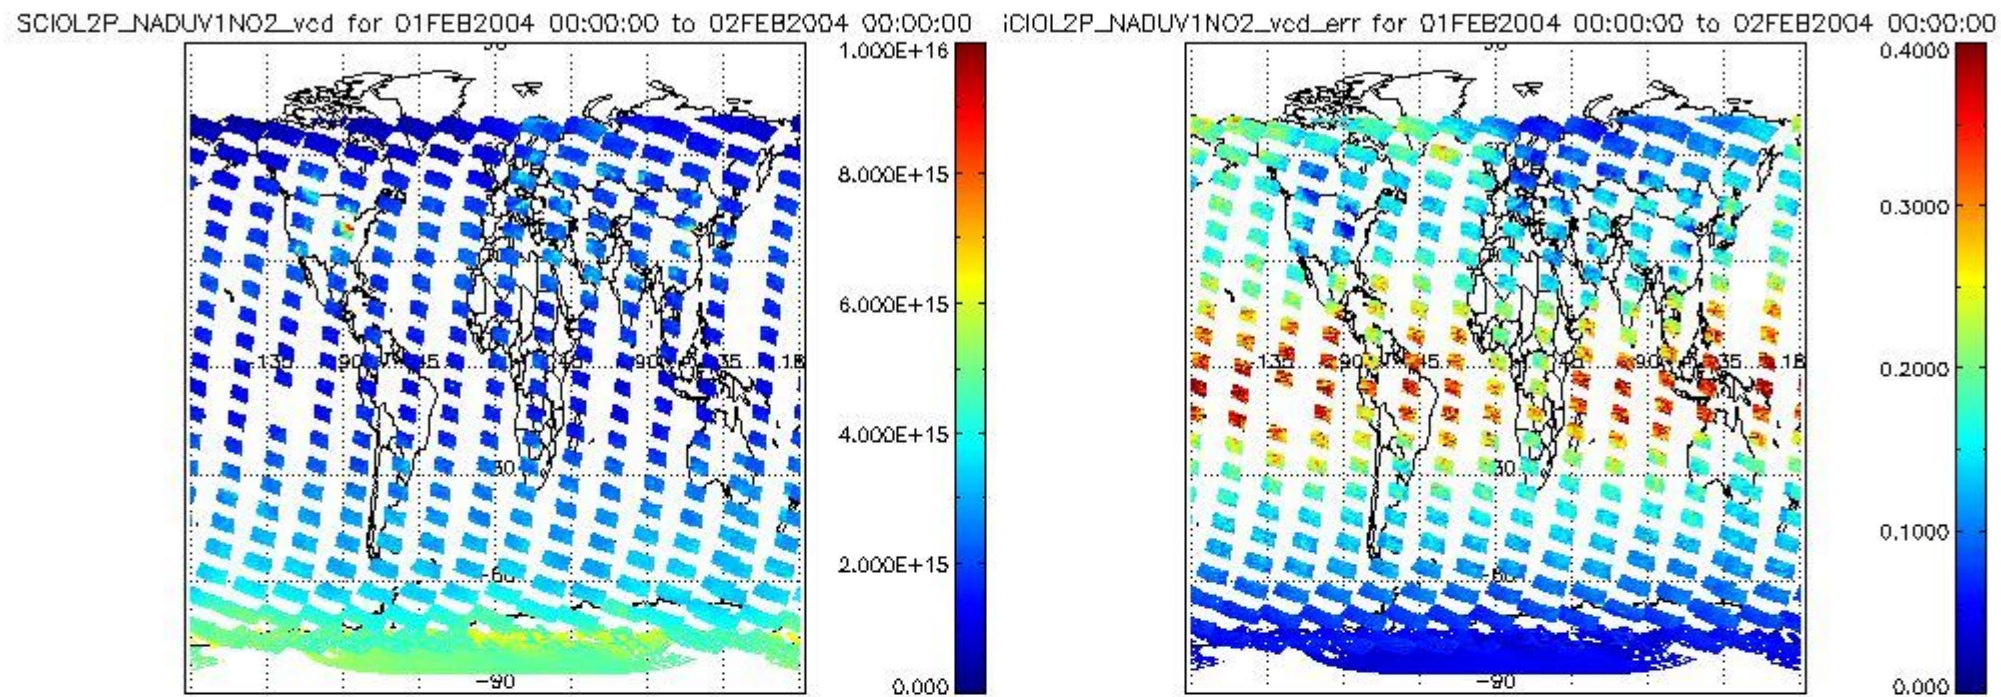 SCIOL2P_NADUV1NO2_vcd for 01FEB2004 00:00:00 to 02FEB2004 00:00:00
iCIOL2P_NADUV1NO2_vcd_err for 01FEB2004 00:00:00 to 02FEB2004 00:00:00
1.000E+16
8.000E+15
6.000E+15
4.000E+15
2.000E+15
0.000
30
-60
-90
0.4000
0.3000
0.2000
0.1000
0.000
30
-90